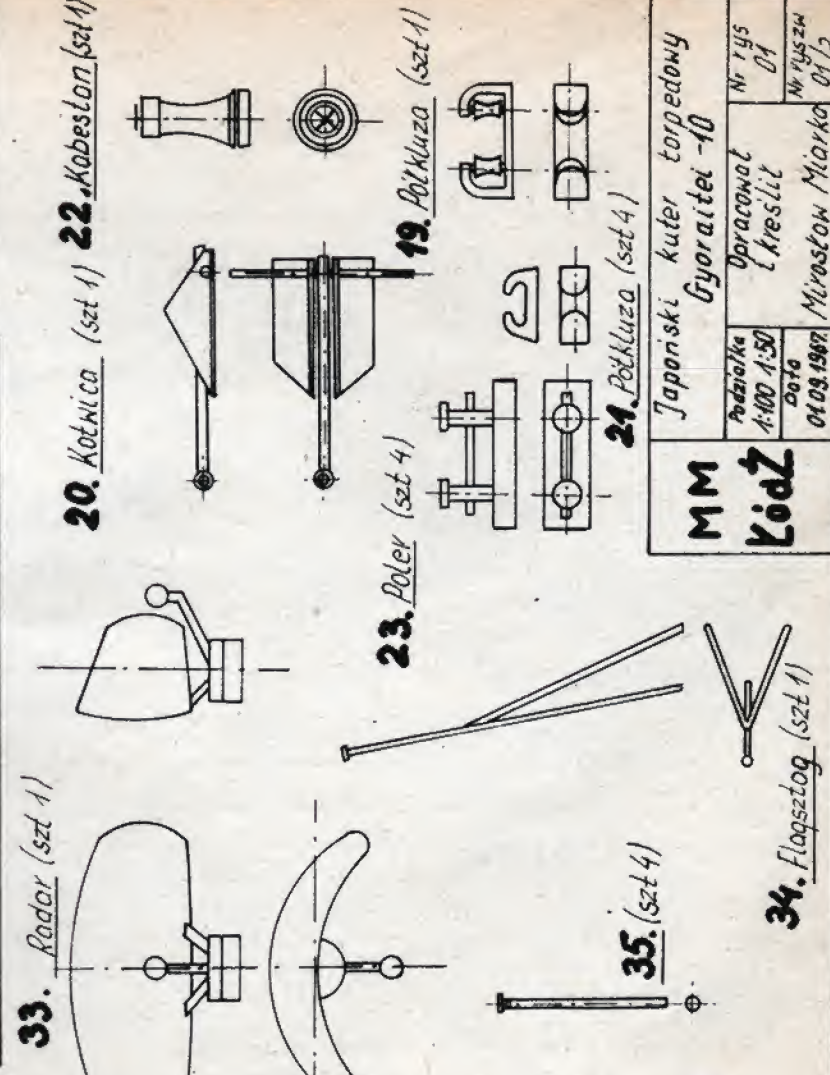 22. Kabestan (szt 1)
19. Półkluza (szt 1)
20. Kotwica (szt 1)
21. Półkluza (szt 4)
23. Poler (szt 4)
33. Radar (szt 1)
35. (szt 4)
34. Flagsztog (szt 1)
MM
Łódź
Japoński kuter torpedowy
Gyoraitei -10
Podziałka
1:100 1:50
Data
01.09.1987.
Opracował
i kreślił
Mirosław Miarka
Nr rys
01
Nr rys zw
01/2